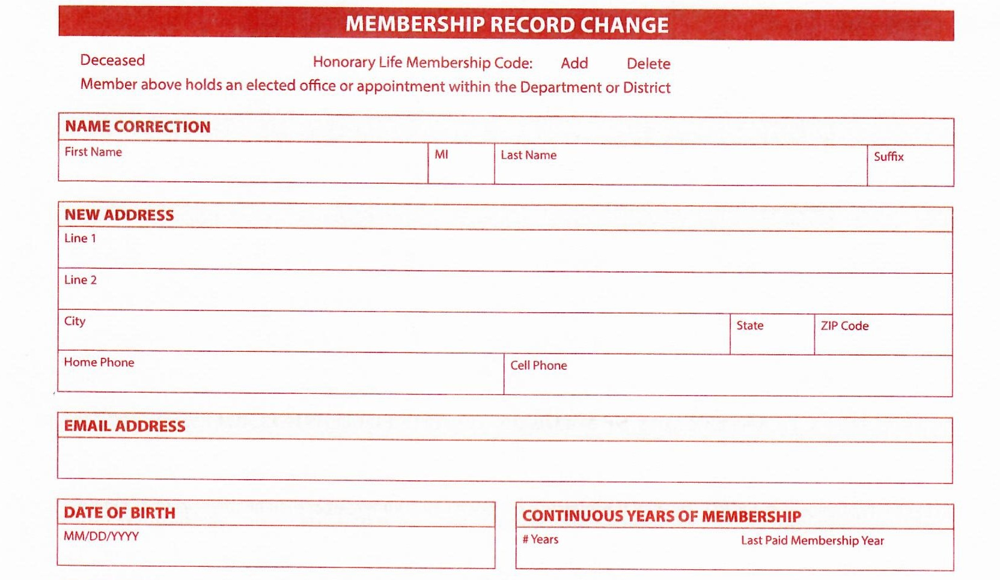 MEMBERSHIP RECORD CHANGE
Deceased Honorary Life Membership Code: Add Delete
Member above holds an elected office or appointment within the Department or District
NAME CORRECTION
First Name MI Last Name Suffix
NEW ADDRESS
Line 1
Line 2
City State ZIP Code
Home Phone Cell Phone
EMAIL ADDRESS
DATE OF BIRTH
MM/DD/YYYY
CONTINUOUS YEARS OF MEMBERSHIP
# Years Last Paid Membership Year